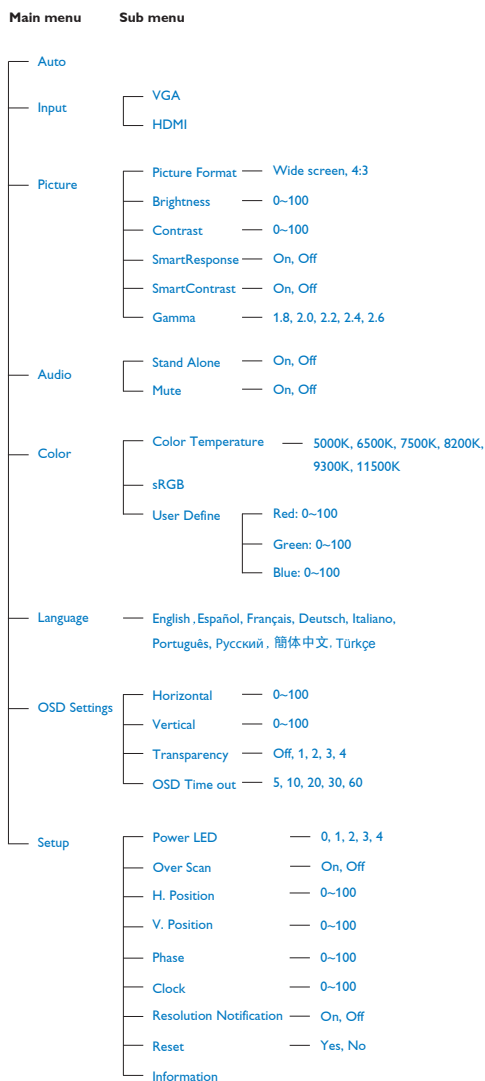 Main menu Sub menu
Auto
Input
VGA
HDMI
Picture
Picture Format Wide screen, 4:3
Brightness 0~100
Contrast 0~100
SmartResponse On, Off
SmartContrast On, Off
Gamma 1.8, 2.0, 2.2, 2.4, 2.6
Audio
Stand Alone On, Off
Mute On, Off
Color
Color Temperature 5000K, 6500K, 7500K, 8200K,
9300K, 11500K
sRGB
User Define Red: 0~100
Green: 0~100
Blue: 0~100
Language English , Español, Français, Deutsch, Italiano,
Português, Русский , 簡体中文, Türkçe
OSD Settings
Horizontal 0~100
Vertical 0~100
Transparency Off, 1, 2, 3, 4
OSD Time out 5, 10, 20, 30, 60
Setup
Power LED 0, 1, 2, 3, 4
Over Scan On, Off
H. Position 0~100
V. Position 0~100
Phase 0~100
Clock 0~100
Resolution Notification On, Off
Reset Yes, No
Information